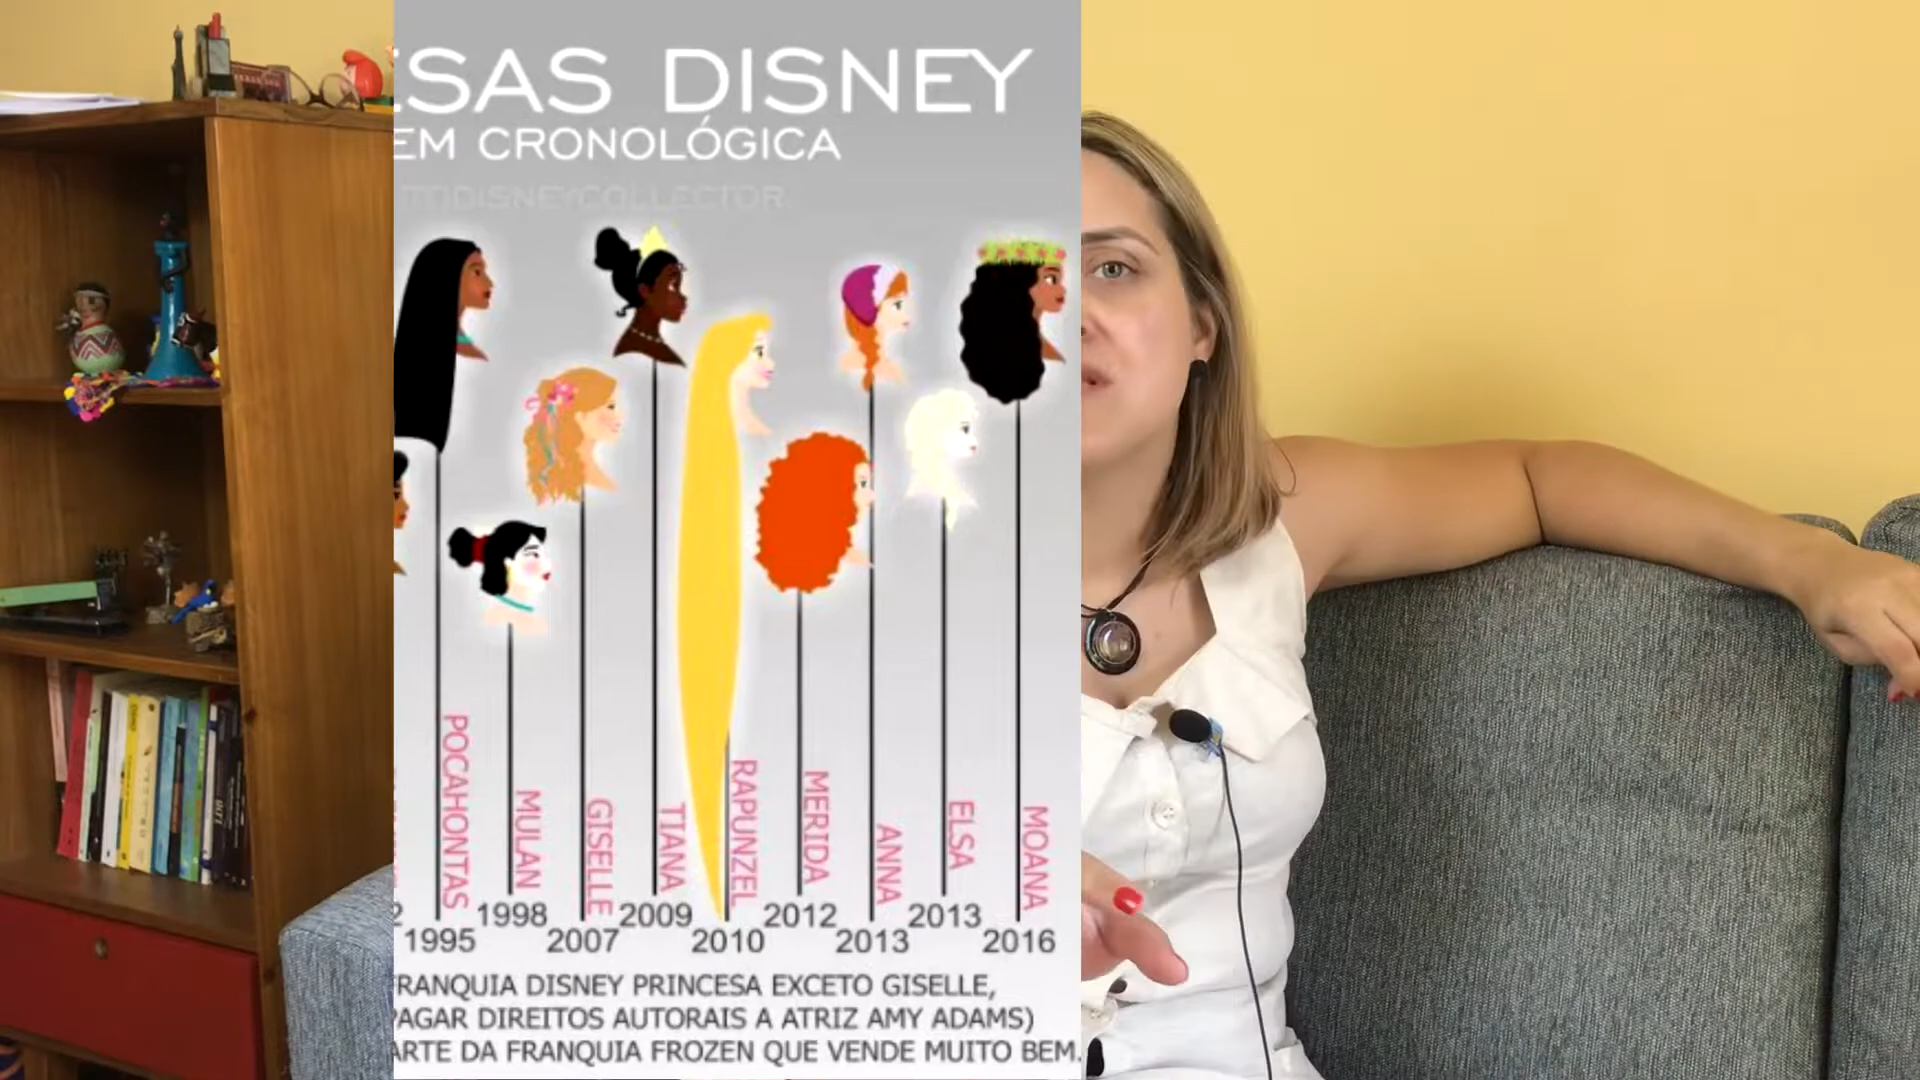 ESAS DISNEY
EM CRONOLÓGICA
TODISNEYCOLLECTOR
POCAHONTAS
MULAN
GISELLE
TIANA
RAPUNZEL
MERIDA
ANNA
ELSA
MOANA
2 1998 2009 2012 2013
1995 2007 2010 2013 2016
FRANQUIA DISNEY PRINCESA EXCETO GISELLE,
PAGAR DIREITOS AUTORAIS A ATRIZ AMY ADAMS)
ARTE DA FRANQUIA FROZEN QUE VENDE MUITO BEM.